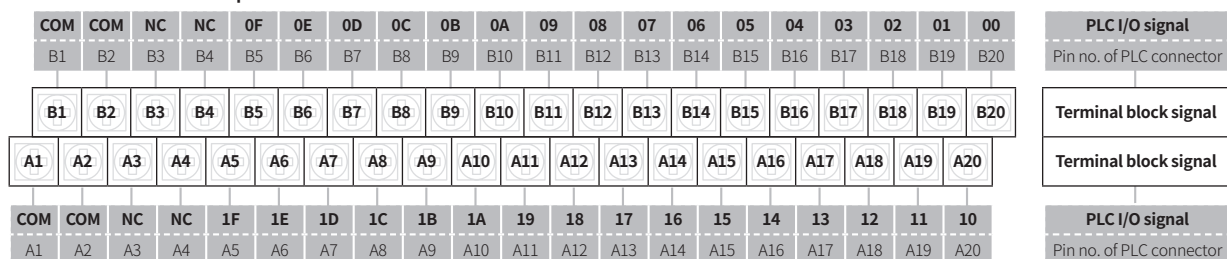 COM COM NC NC 0F 0E 0D 0C 0B 0A 09 08 07 06 05 04 03 02 01 00 PLC I/O signal
B1 B2 B3 B4 B5 B6 B7 B8 B9 B10 B11 B12 B13 B14 B15 B16 B17 B18 B19 B20 Pin no. of PLC connector
B1 B2 B3 B4 B5 B6 B7 B8 B9 B10 B11 B12 B13 B14 B15 B16 B17 B18 B19 B20 Terminal block signal
A1 A2 A3 A4 A5 A6 A7 A8 A9 A10 A11 A12 A13 A14 A15 A16 A17 A18 A19 A20 Terminal block signal
COM COM NC NC 1F 1E 1D 1C 1B 1A 19 18 17 16 15 14 13 12 11 10 PLC I/O signal
A1 A2 A3 A4 A5 A6 A7 A8 A9 A10 A11 A12 A13 A14 A15 A16 A17 A18 A19 A20 Pin no. of PLC connector